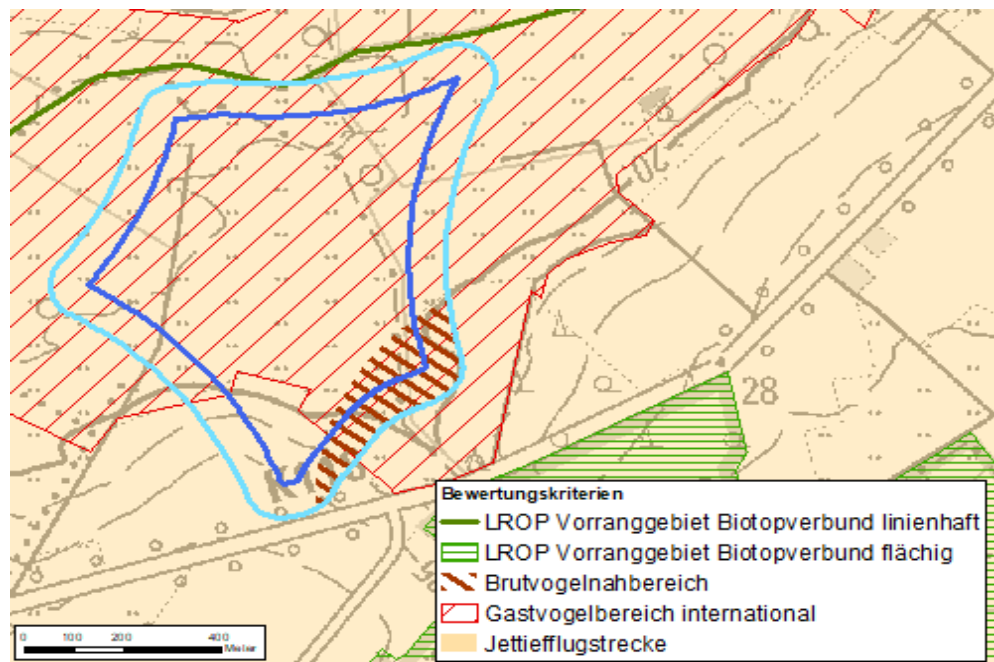 20
28
Bewertungskriterien
LROP Vorranggebiet Biotopverbund linienhaft
LROP Vorranggebiet Biotopverbund flächig
Brutvogelnahbereich
Gastvogelbereich international
Jettiefflugstrecke
0 100 200 400
Meter